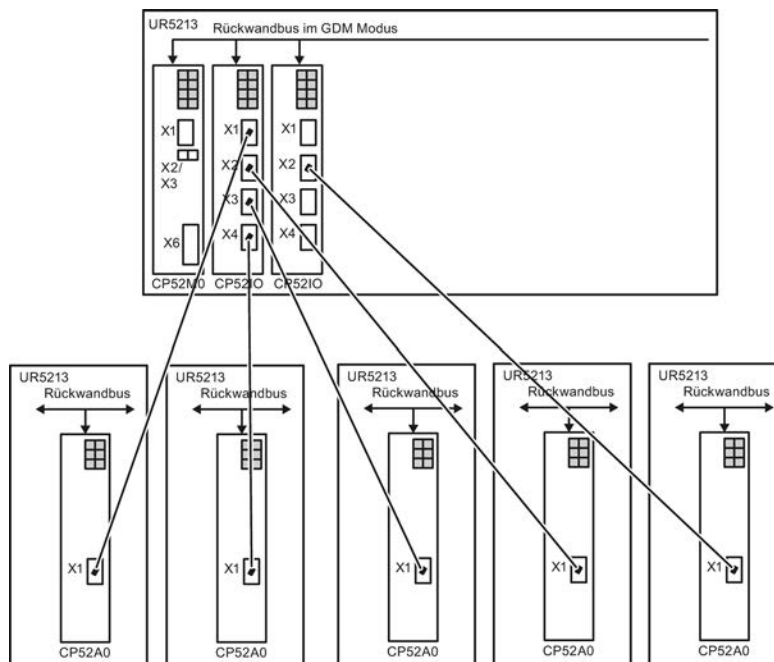 UR5213 Rückwandbus im GDM Modus
X1 X1 X1
X2/ X2 X2
X3 X3 X3
X6 X4 X4
CP52M0 CP52IO CP52IO
UR5213 UR5213 UR5213 UR5213 UR5213
Rückwandbus Rückwandbus Rückwandbus Rückwandbus Rückwandbus
X1 X1 X1 X1 X1
CP52A0 CP52A0 CP52A0 CP52A0 CP52A0